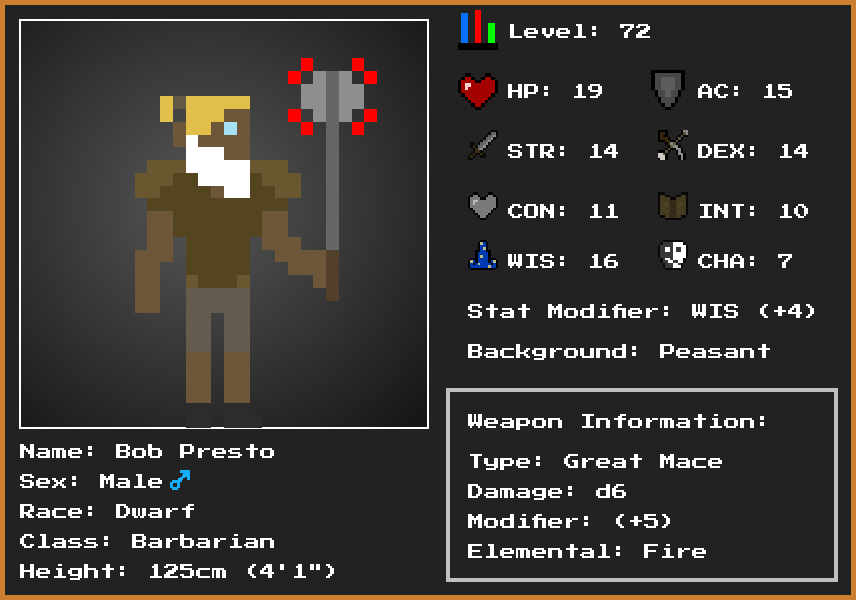 Level: 72
HP: 19
AC: 15
STR: 14
DEX: 14
CON: 11
INT: 10
WIS: 16
CHA: 7
Stat Modifier: WIS (+4)
Background: Peasant
Weapon Information:
Type: Great Mace
Damage: d6
Modifier: (+5)
Elemental: Fire
Name: Bob Presto
Sex: Male ♂
Race: Dwarf
Class: Barbarian
Height: 125cm (4'1")